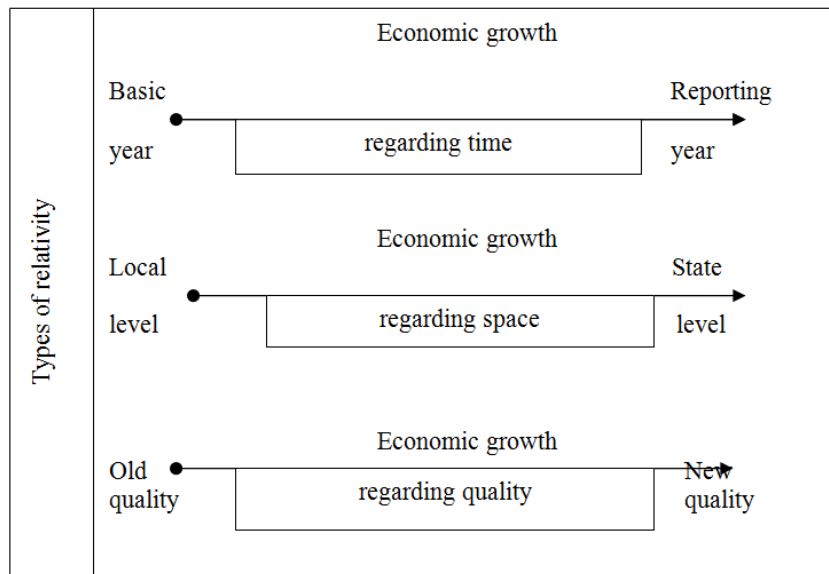 Types of relativity
Economic growth
Basic Reporting
year regarding time year
Economic growth
Local State
level regarding space level
Economic growth
Old New
quality regarding quality quality